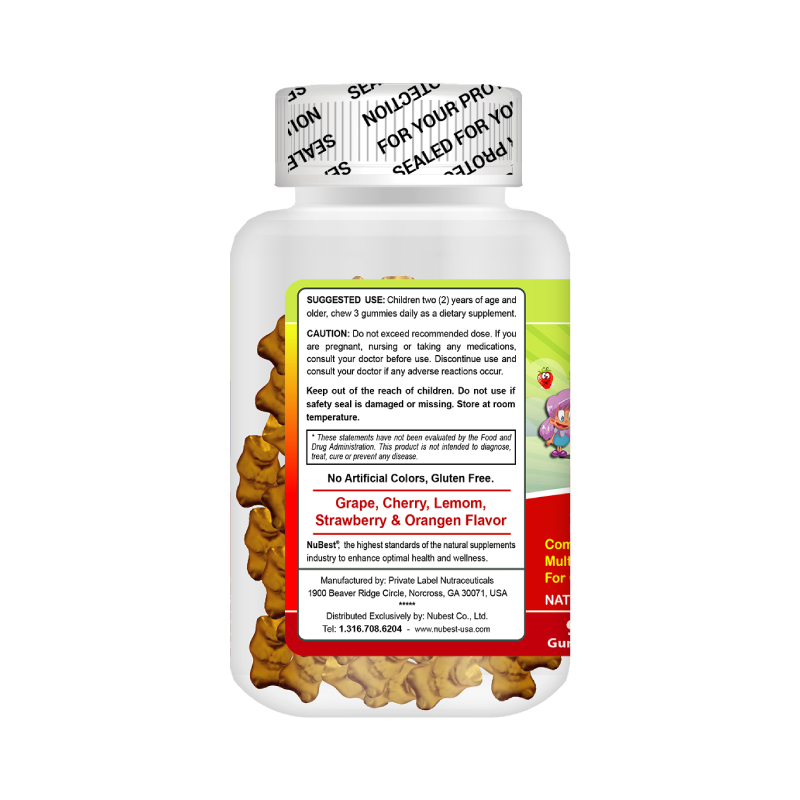 SEALED FOR YO
FOR YOUR PRO
SUGGESTED USE: Children two (2) years of age and
older, chew 3 gummies daily as a dietary supplement.
CAUTION: Do not exceed recommended dose. If you
are pregnant, nursing or taking any medications,
consult your doctor before use. Discontinue use and
consult your doctor if any adverse reactions occur.
Keep out of the reach of children. Do not use if
safety seal is damaged or missing. Store at room
temperature.
* These statements have not been evaluated by the Food and
Drug Administration. This product is not intended to diagnose,
treat, cure or prevent any disease.
No Artificial Colors, Gluten Free.
Grape, Cherry, Lemom,
Strawberry & Orangen Flavor
NuBest®, the highest standards of the natural supplements
industry to enhance optimal health and wellness.
Manufactured by: Private Label Nutraceuticals
1900 Beaver Ridge Circle, Norcross, GA 30071, USA
*****
Distributed Exclusively by: Nubest Co., Ltd.
Tel: 1.316.708.6204 - www.nubest-usa.com
Com
Mult
For
NAT
Gun